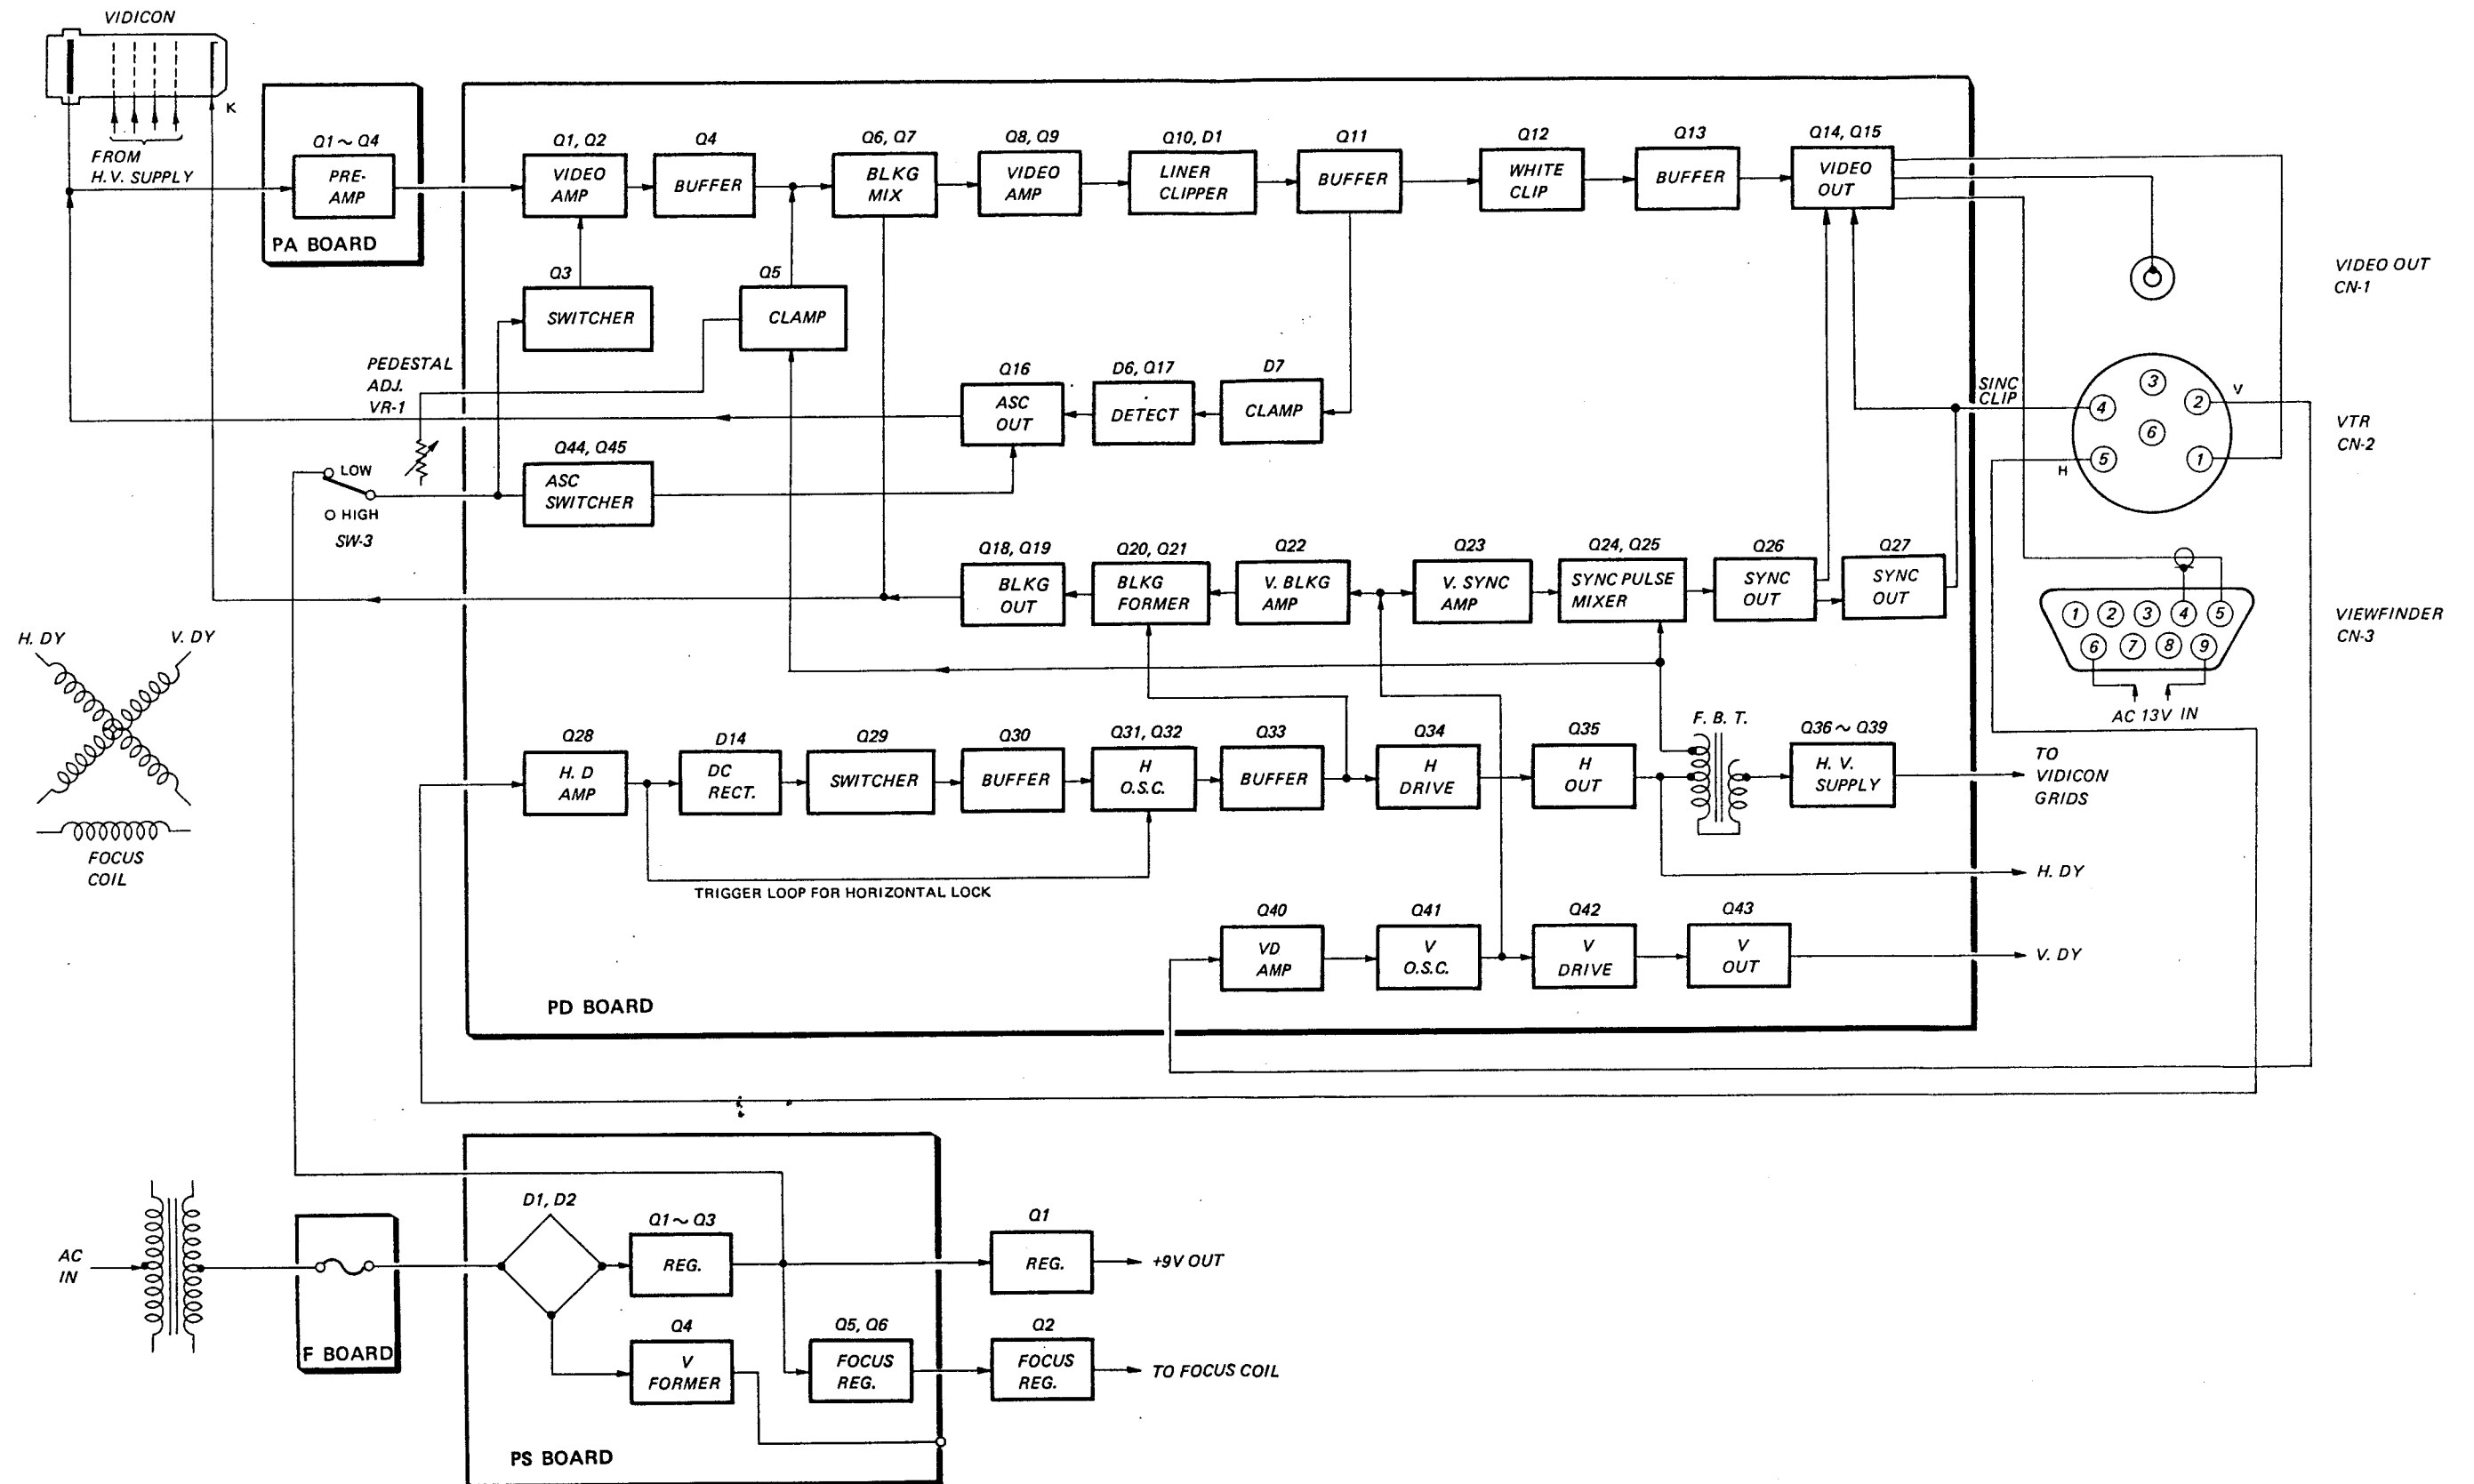 VIDICON
K
FROM
H.V. SUPPLY
Q1 ~ Q4
PRE-
AMP
PA BOARD
Q1, Q2
VIDEO
AMP
Q4
BUFFER
Q6, Q7
BLKG
MIX
Q8, Q9
VIDEO
AMP
Q10, D1
LINER
CLIPPER
Q11
BUFFER
Q12
WHITE
CLIP
Q13
BUFFER
Q14, Q15
VIDEO
OUT
Q3
SWITCHER
Q5
CLAMP
VIDEO OUT
CN-1
PEDESTAL
ADJ.
VR-1
Q16
ASC
OUT
D6, Q17
DETECT
D7
CLAMP
SINC
CLIP
3
V
2
4
6
5
1
H
VTR
CN-2
LOW
HIGH
SW-3
Q44, Q45
ASC
SWITCHER
Q18, Q19
BLKG
OUT
Q20, Q21
BLKG
FORMER
Q22
V. BLKG
AMP
Q23
V. SYNC
AMP
Q24, Q25
SYNC PULSE
MIXER
Q26
SYNC
OUT
Q27
SYNC
OUT
1 2 3 4 5
6 7 8 9
VIEWFINDER
CN-3
AC 13V IN
H. DY
V. DY
FOCUS
COIL
Q28
H. D
AMP
D14
DC
RECT.
Q29
SWITCHER
Q30
BUFFER
Q31, Q32
H
O.S.C.
Q33
BUFFER
Q34
H
DRIVE
Q35
H
OUT
F. B. T.
Q36 ~ Q39
H. V.
SUPPLY
TO
VIDICON
GRIDS
TRIGGER LOOP FOR HORIZONTAL LOCK
H. DY
Q40
VD
AMP
Q41
V
O.S.C.
Q42
V
DRIVE
Q43
V
OUT
V. DY
PD BOARD
AC
IN
F BOARD
D1, D2
Q1 ~ Q3
REG.
Q1
REG.
+9V OUT
Q4
V
FORMER
Q5, Q6
FOCUS
REG.
Q2
FOCUS
REG.
TO FOCUS COIL
PS BOARD